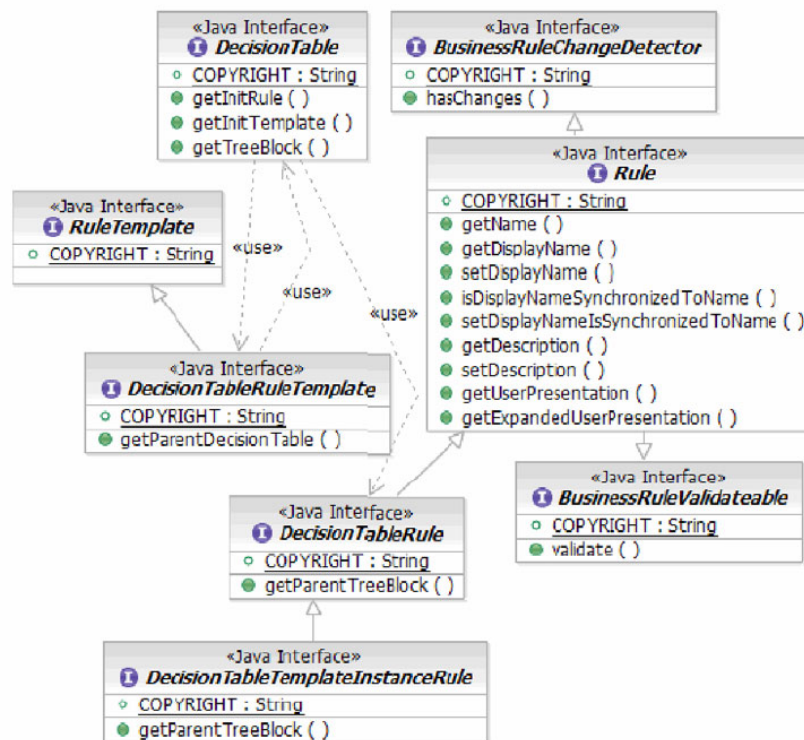 «Java Interface»
DecisionTable
COPYRIGHT : String
getInitRule ( )
getInitTemplate ( )
getTreeBlock ( )
«Java Interface»
BusinessRuleChangeDetector
COPYRIGHT : String
hasChanges ( )
«Java Interface»
Rule
COPYRIGHT : String
getName ( )
getDisplayName ( )
setDisplayName ( )
isDisplayNameSynchronizedToName ( )
setDisplayNameIsSynchronizedToName ( )
getDescription ( )
setDescription ( )
getUserPresentation ( )
getExpandedUserPresentation ( )
«Java Interface»
RuleTemplate
COPYRIGHT : String
«use»
«use»
«use»
«Java Interface»
DecisionTableRuleTemplate
COPYRIGHT : String
getParentDecisionTable ( )
«Java Interface»
BusinessRuleValidateable
COPYRIGHT : String
validate ( )
«Java Interface»
DecisionTableRule
COPYRIGHT : String
getParentTreeBlock ( )
«Java Interface»
DecisionTableTemplateInstanceRule
COPYRIGHT : String
getParentTreeBlock ( )